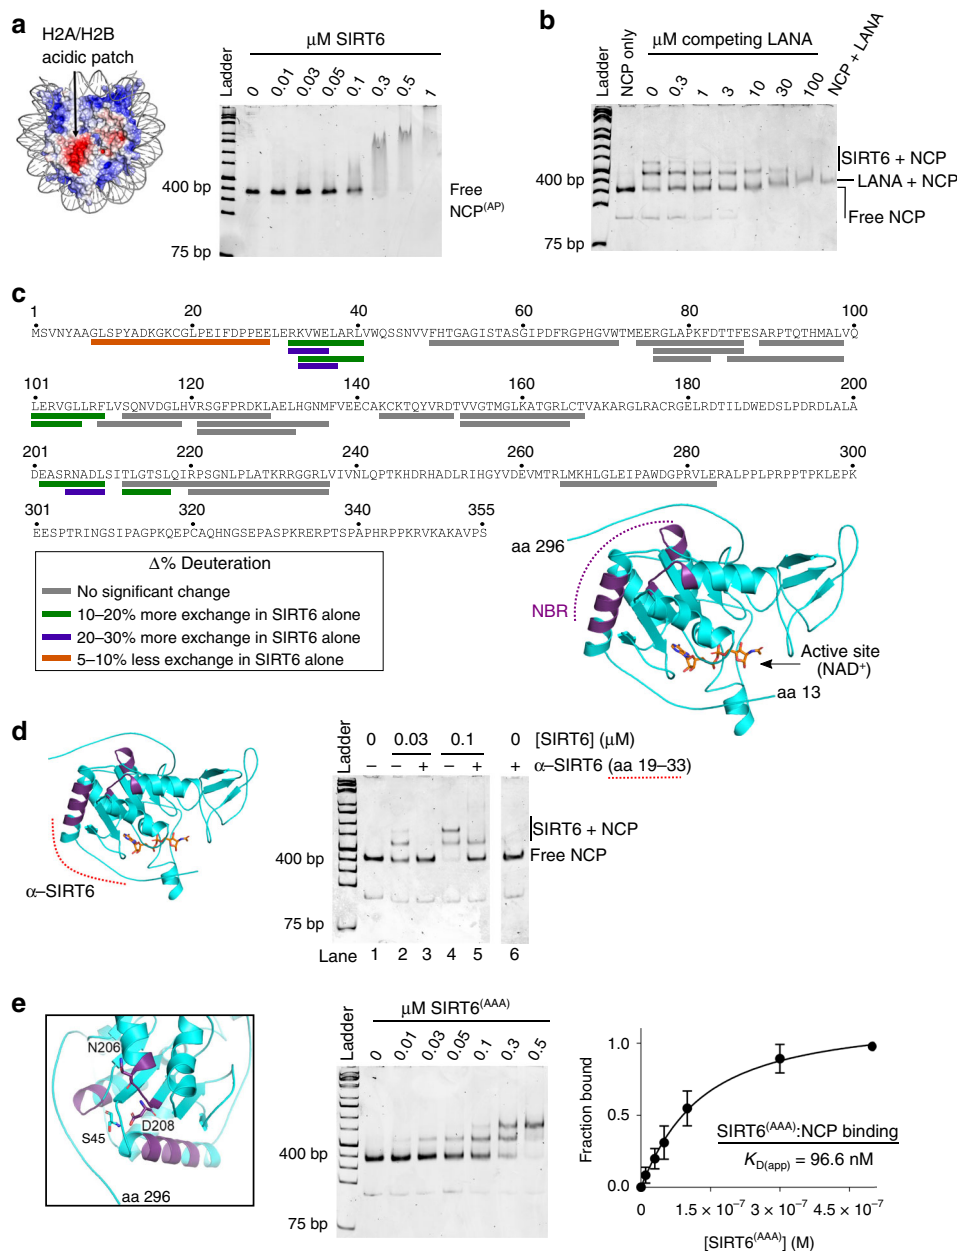 a
H2A/H2B
acidic patch
µM SIRT6
Ladder
0 0.01 0.03 0.05 0.1 0.3 0.5 1
400 bp
75 bp
Free
NCP(AP)
b
Ladder
NCP only
µM competing LANA
0 0.3 1 3 10 30 100
NCP + LANA
400 bp
75 bp
SIRT6 + NCP
LANA + NCP
Free NCP
c
1 20 40 60 80 100
MSVNYAAGLSPYADKGKCGLPEIFDPPEELERKVWELARLVWQSSNVVFHTGAGISTASGIPDFRGPHGVWTMEERGLAPKFDTTFESARPTQTHMALVQ
101 120 140 160 180 200
LERVGLLRFLVSQNVDGLHVRSGFPRDKLAELHGNMFVEECAKCKTQYVRDTVVGTMGLKATGRLCTVAKARGLRACRGELRDTILDWEDSLPDRDLALA
201 220 240 260 280 300
DEASRNADLSITLGTSLQIRPSGNLPLATKRRGGRLVIVNLQPTKHDRHADLRIHGYVDEVMTRLMKHLGLEIPAWDGPRVLERALPPLPRPPTPKLEPK
301 320 340 355
EESPTRINGSIPAGPKQEPCAQHNGSEPASPKRERPTSPAPHRPPKRVKAKAVPS
Δ% Deuteration
No significant change
10–20% more exchange in SIRT6 alone
20–30% more exchange in SIRT6 alone
5–10% less exchange in SIRT6 alone
aa 296
NBR
Active site
(NAD+)
aa 13
d
α–SIRT6
Ladder
0 0.03 0.1 0 [SIRT6] (µM)
– – + – + + α–SIRT6 (aa 19–33)
400 bp
75 bp
SIRT6 + NCP
Free NCP
Lane 1 2 3 4 5 6
e
N206
D208
S45
aa 296
µM SIRT6(AAA)
Ladder
0 0.01 0.03 0.05 0.1 0.3 0.5
400 bp
75 bp
Fraction bound
1.0
0.5
0.0
SIRT6(AAA):NCP binding
KD(app) = 96.6 nM
0 1.5 × 10−7 3 × 10−7 4.5 × 10−7
[SIRT6(AAA)] (M)